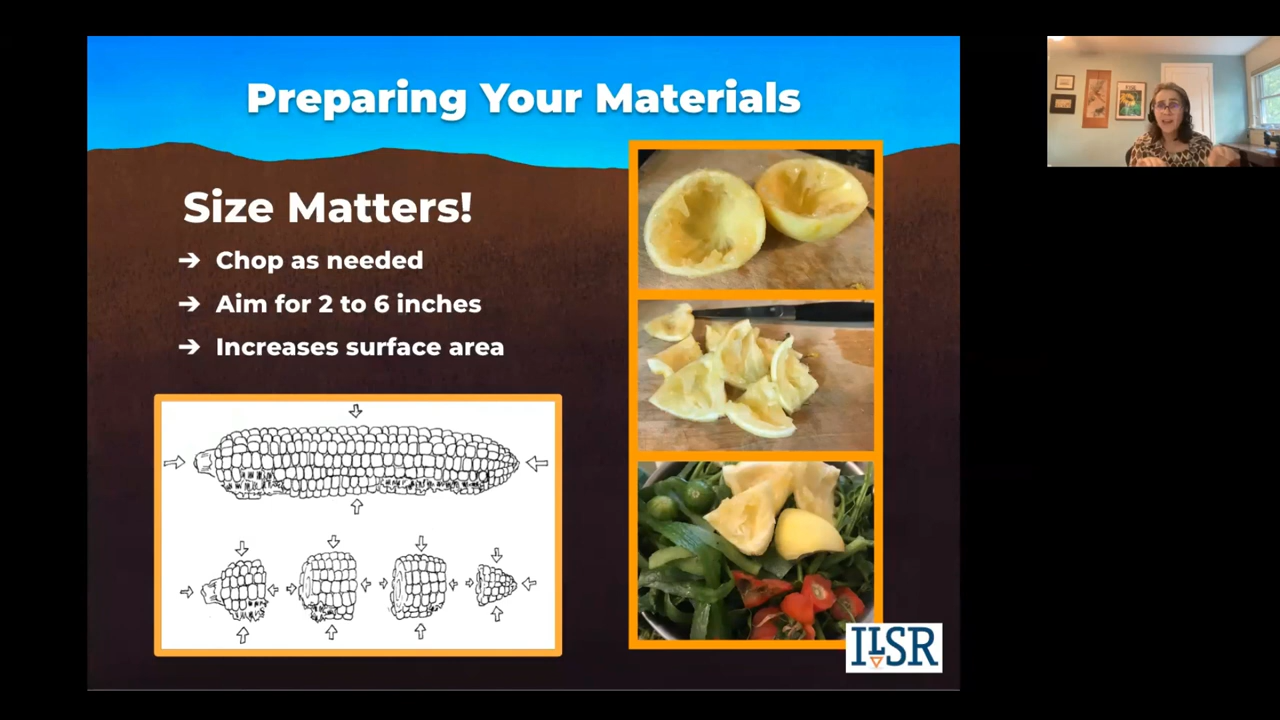 Preparing Your Materials
Size Matters!
➔ Chop as needed
➔ Aim for 2 to 6 inches
➔ Increases surface area
ILSR